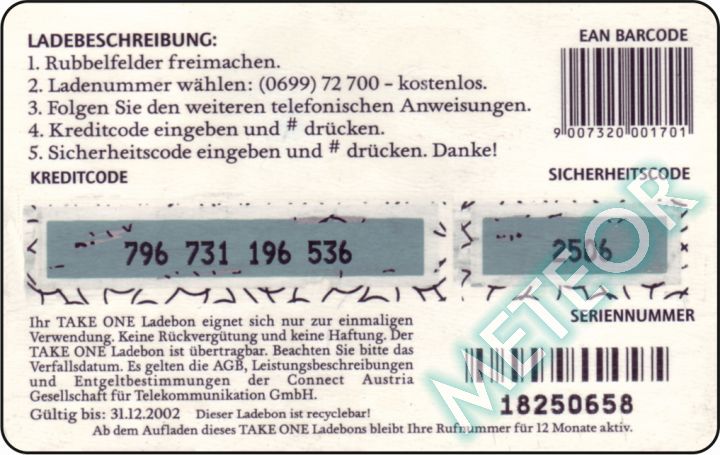 LADEBESCHREIBUNG:
1. Rubbelfelder freimachen.
2. Ladenummer wählen: (0699) 72 700 – kostenlos.
3. Folgen Sie den weiteren telefonischen Anweisungen.
4. Kreditcode eingeben und # drücken.
5. Sicherheitscode eingeben und # drücken. Danke!
EAN BARCODE
9 007320 001701
KREDITCODE
796 731 196 536
SICHERHEITSCODE
2506
Ihr TAKE ONE Ladebon eignet sich nur zur einmaligen
Verwendung. Keine Rückvergütung und keine Haftung. Der
TAKE ONE Ladebon ist übertragbar. Beachten Sie bitte das
Verfallsdatum. Es gelten die AGB, Leistungsbeschreibungen
und Entgeltbestimmungen der Connect Austria
Gesellschaft für Telekommunikation GmbH.
Gültig bis: 31.12.2002 Dieser Ladebon ist recyclebar!
SERIENNUMMER
18250658
Ab dem Aufladen dieses TAKE ONE Ladebons bleibt Ihre Rufnummer für 12 Monate aktiv.
METEOR